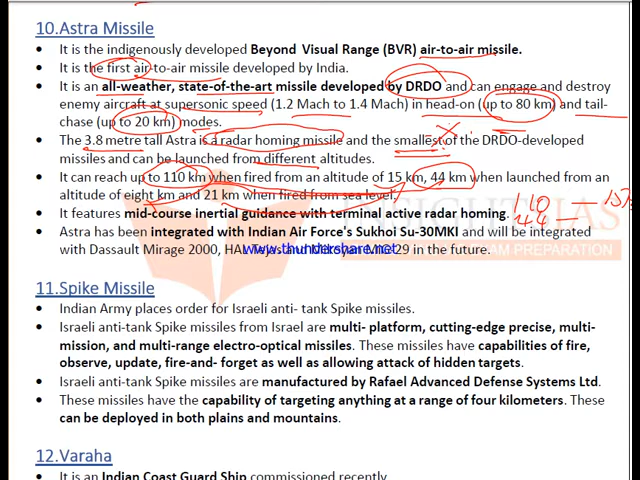 10.Astra Missile
• It is the indigenously developed Beyond Visual Range (BVR) air-to-air missile.
• It is the first air-to-air missile developed by India.
• It is an all-weather, state-of-the-art missile developed by DRDO and can engage and destroy
enemy aircraft at supersonic speed (1.2 Mach to 1.4 Mach) in head-on (up to 80 km) and tail-
chase (up to 20 km) modes.
• The 3.8 metre tall Astra is a radar homing missile and the smallest of the DRDO-developed
missiles and can be launched from different altitudes.
• It can reach up to 110 km when fired from an altitude of 15 km, 44 km when launched from an
altitude of eight km and 21 km when fired from sea level.
• It features mid-course inertial guidance with terminal active radar homing.
110 — 15
44 —
• Astra has been integrated with Indian Air Force's Sukhoi Su-30MKI and will be integrated
with Dassault Mirage 2000, HAL Tejas and Mikoyan MiG 29 in the future.
www.thundershare.net
EXAM PREPARATION
11.Spike Missile
• Indian Army places order for Israeli anti- tank Spike missiles.
• Israeli anti-tank Spike missiles from Israel are multi- platform, cutting-edge precise, multi-
mission, and multi-range electro-optical missiles. These missiles have capabilities of fire,
observe, update, fire-and- forget as well as allowing attack of hidden targets.
• Israeli anti-tank Spike missiles are manufactured by Rafael Advanced Defense Systems Ltd.
• These missiles have the capability of targeting anything at a range of four kilometers. These
can be deployed in both plains and mountains.
12.Varaha
• It is an Indian Coast Guard Ship commissioned recently.